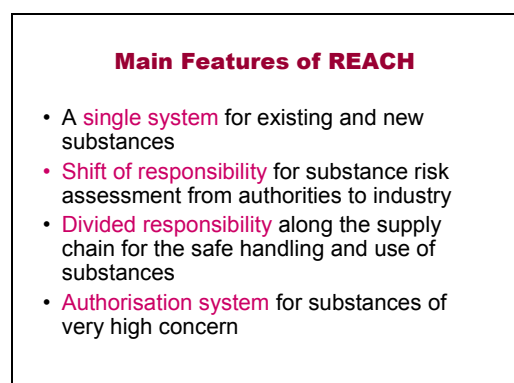 Main Features of REACH
• A single system for existing and new
substances
• Shift of responsibility for substance risk
assessment from authorities to industry
• Divided responsibility along the supply
chain for the safe handling and use of
substances
• Authorisation system for substances of
very high concern